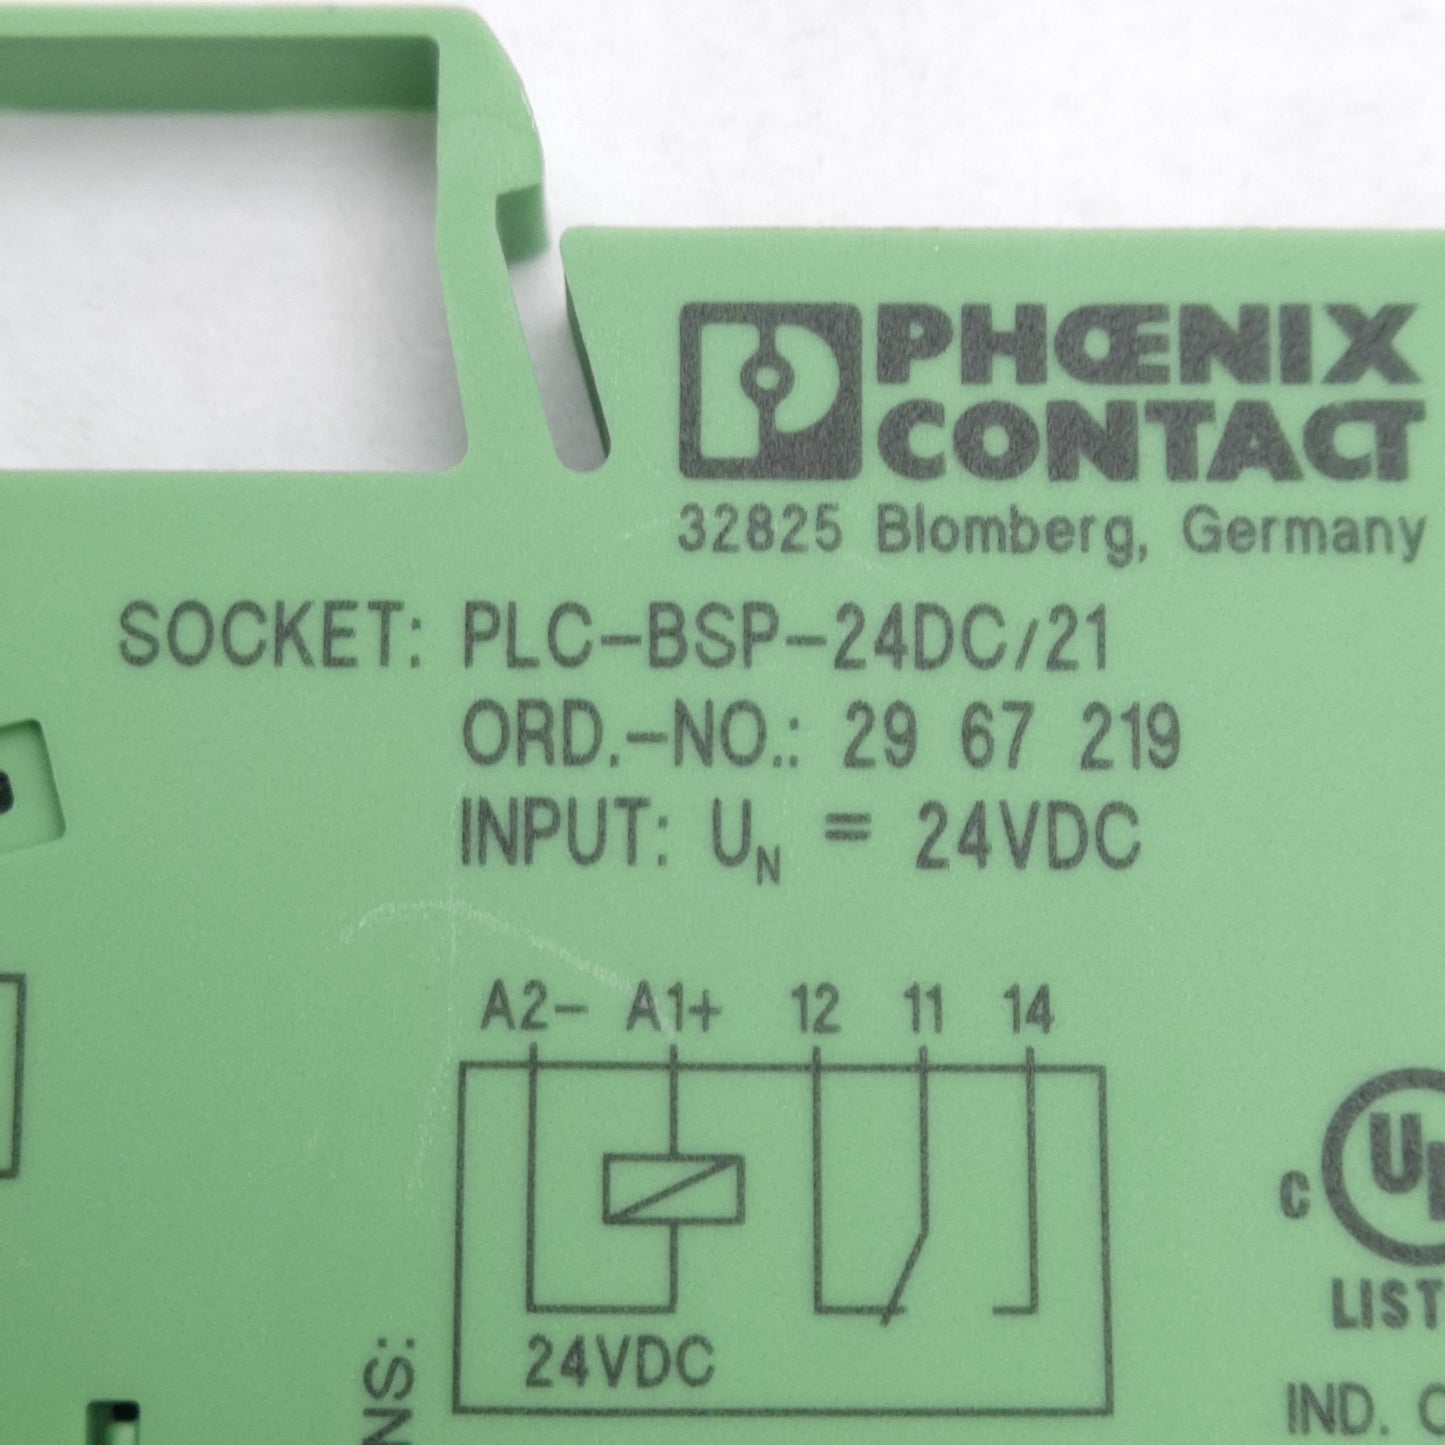 PHŒNIX
CONTACT
32825 Blomberg, Germany
SOCKET: PLC-BSP-24DC/21
ORD.-NO.: 29 67 219
INPUT: UN = 24VDC
A2- A1+ 12 11 14
24VDC
C
IND.